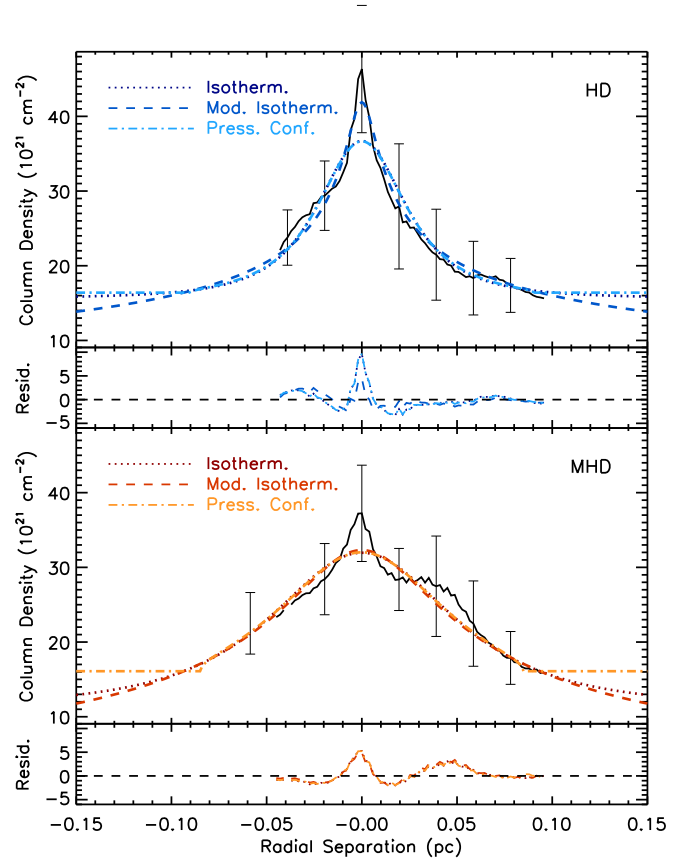 Isotherm.
Mod. Isotherm.
Press. Conf.
HD
40
30
20
10
Column Density (10²¹ cm⁻²)
5
0
−5
Resid.
Isotherm.
Mod. Isotherm.
Press. Conf.
MHD
40
30
20
10
Column Density (10²¹ cm⁻²)
5
0
−5
Resid.
−0.15 −0.10 −0.05 −0.00 0.05 0.10 0.15
Radial Separation (pc)